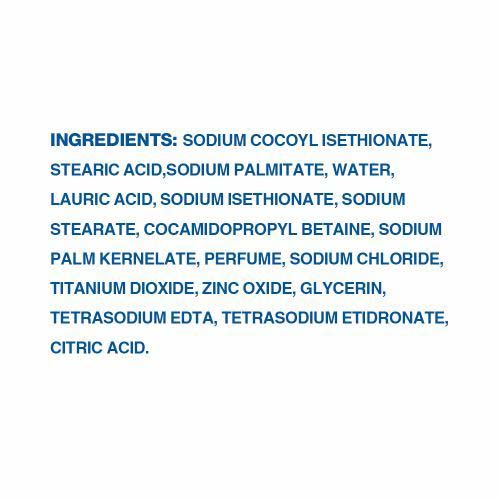 INGREDIENTS: SODIUM COCOYL ISETHIONATE,
STEARIC ACID,SODIUM PALMITATE, WATER,
LAURIC ACID, SODIUM ISETHIONATE, SODIUM
STEARATE, COCAMIDOPROPYL BETAINE, SODIUM
PALM KERNELATE, PERFUME, SODIUM CHLORIDE,
TITANIUM DIOXIDE, ZINC OXIDE, GLYCERIN,
TETRASODIUM EDTA, TETRASODIUM ETIDRONATE,
CITRIC ACID.